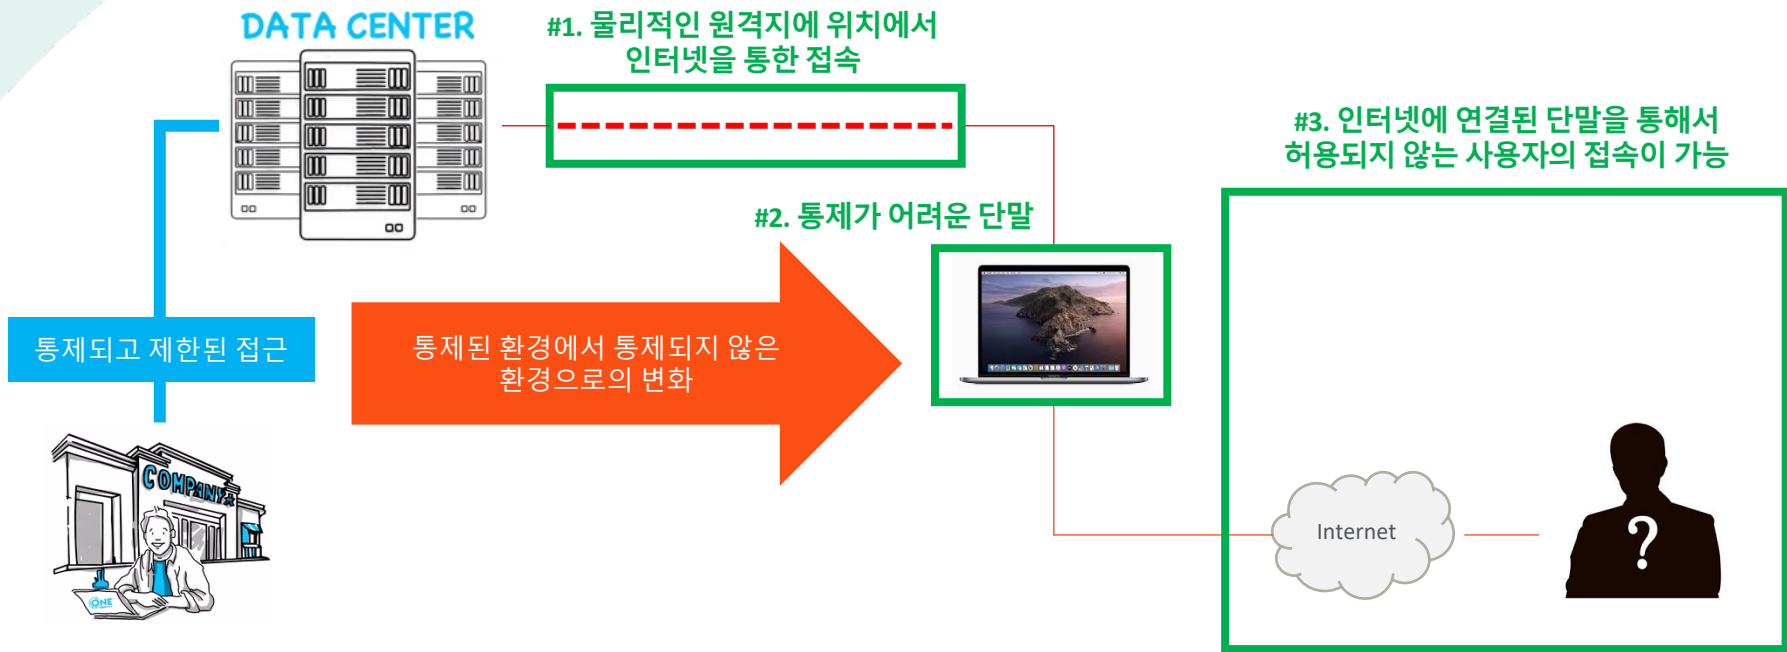 DATA CENTER
#1. 물리적인 원격지에 위치에서
인터넷을 통한 접속
#3. 인터넷에 연결된 단말을 통해서
허용되지 않는 사용자의 접속이 가능
#2. 통제가 어려운 단말
통제되고 제한된 접근
통제된 환경에서 통제되지 않은
환경으로의 변화
COMPANY
ONE
Internet
?